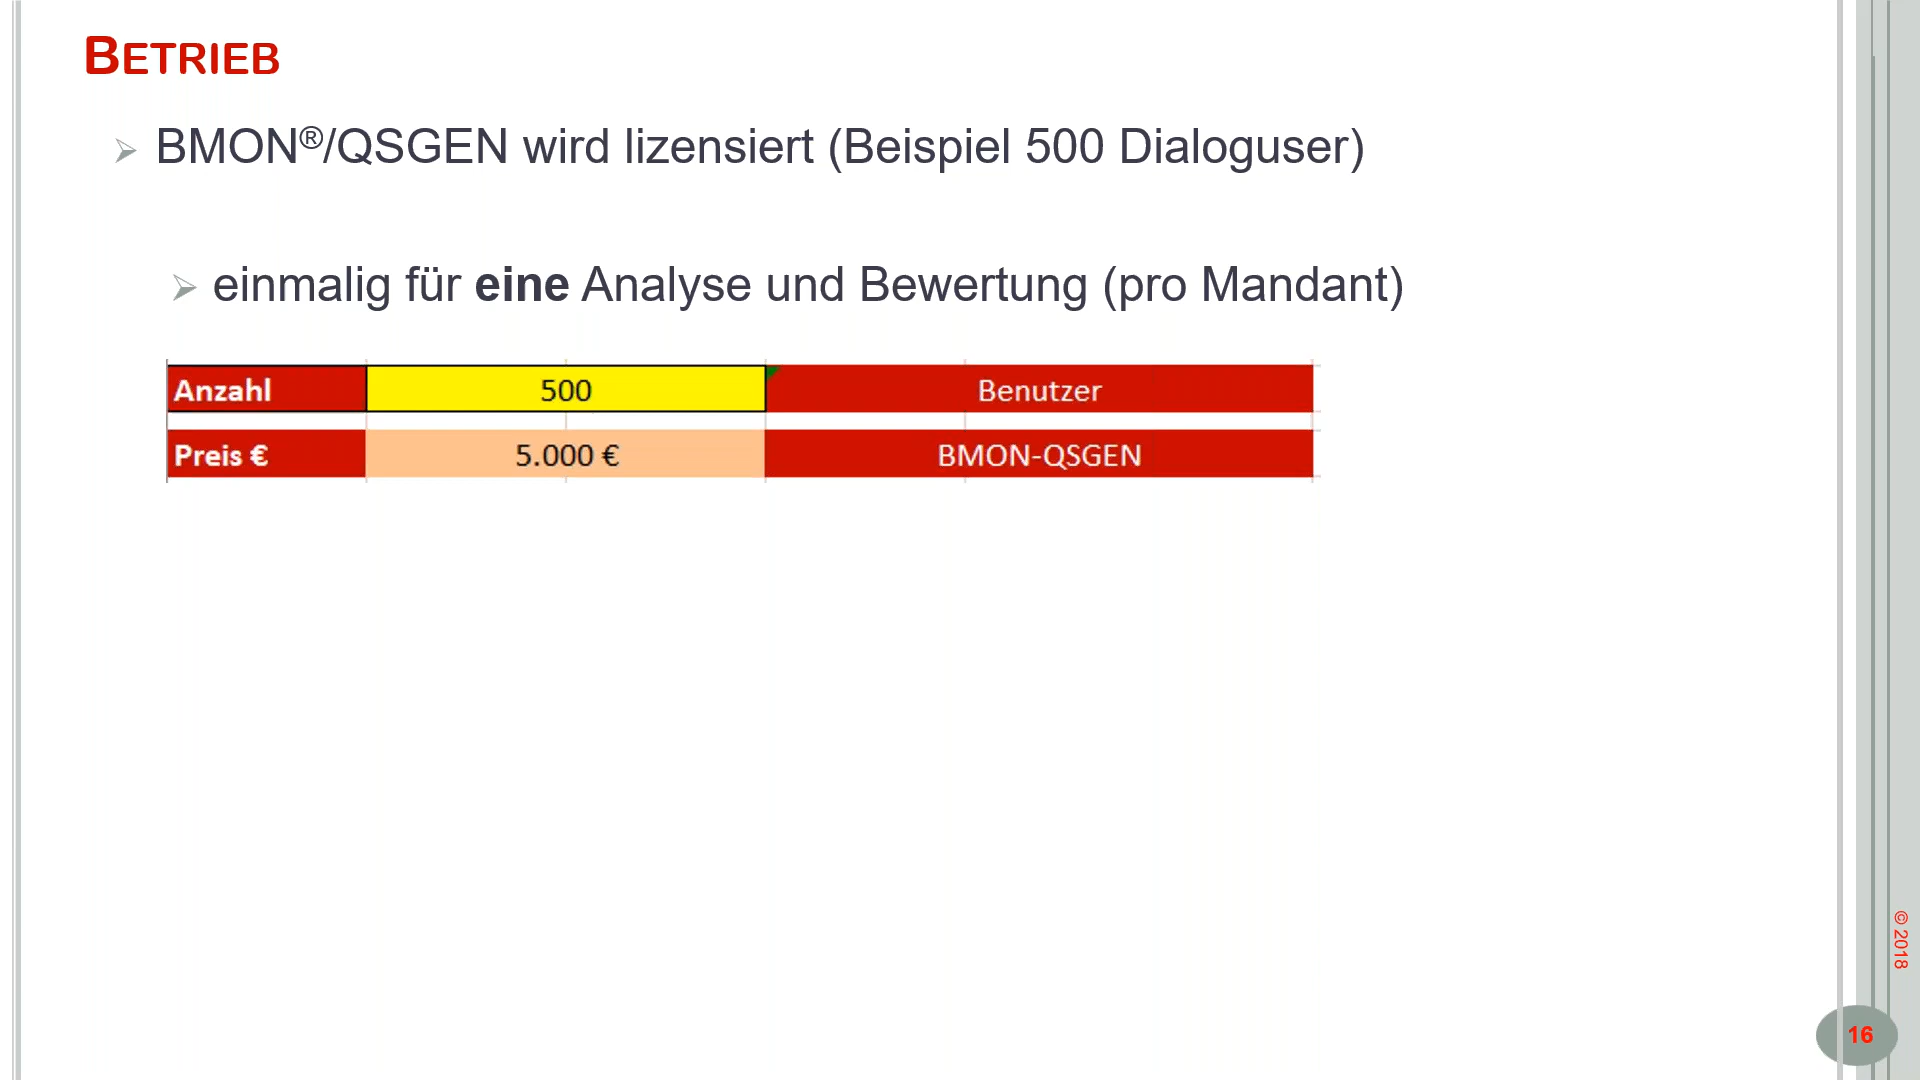 BETRIEB
BMON®/QSGEN wird lizensiert (Beispiel 500 Dialoguser)
einmalig für eine Analyse und Bewertung (pro Mandant)
Anzahl 500 Benutzer
Preis € 5.000 € BMON-QSGEN
© 2018
16